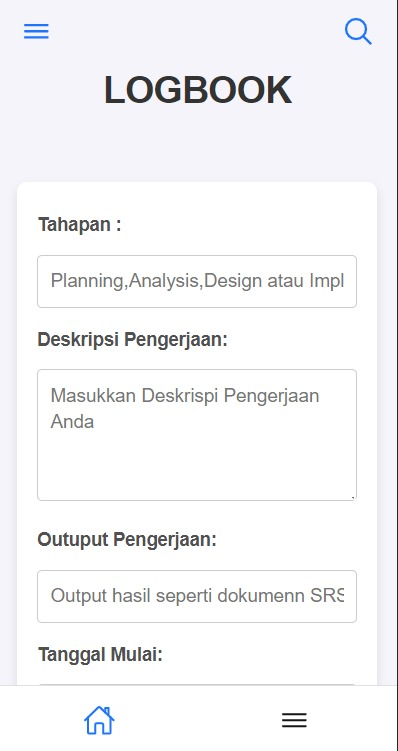 LOGBOOK
Tahapan :
Planning,Analysis,Design atau Impl
Deskripsi Pengerjaan:
Masukkan Deskrispi Pengerjaan
Anda
Outuput Pengerjaan:
Output hasil seperti dokumenn SRS
Tanggal Mulai: